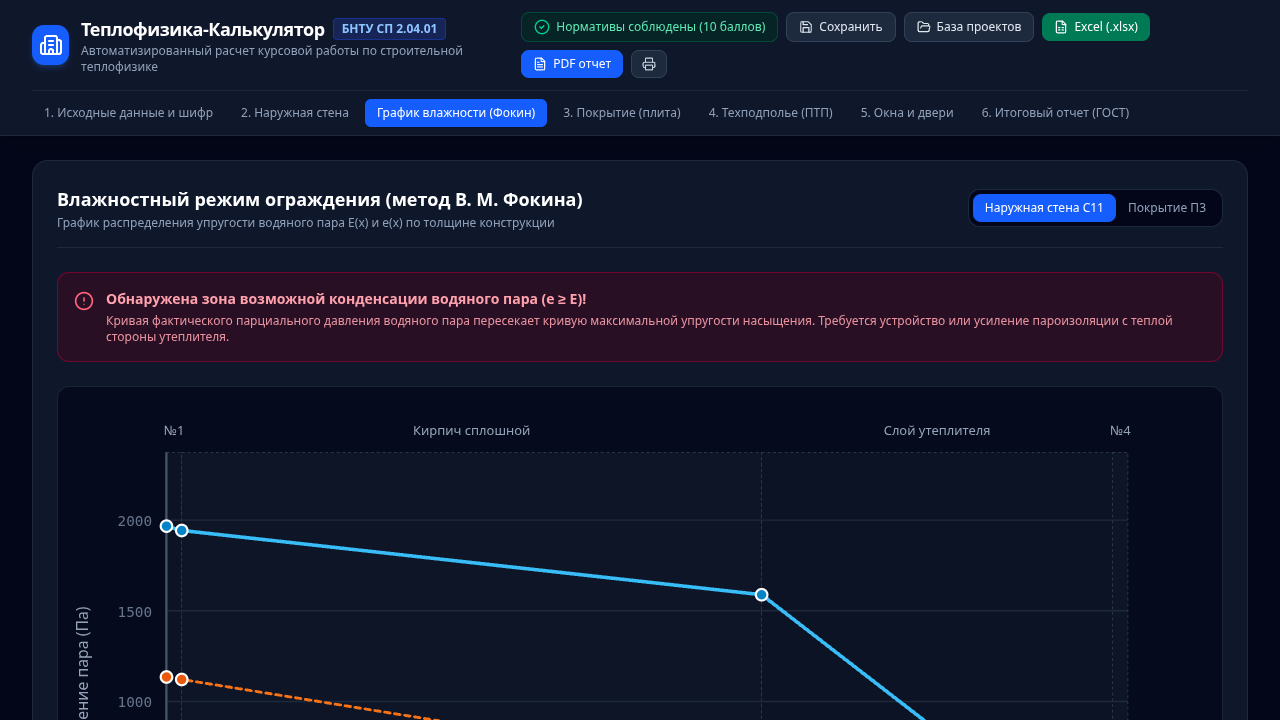 Теплофизика-Калькулятор
БНТУ СП 2.04.01
Автоматизированный расчет курсовой работы по строительной
теплофизике
Нормативы соблюдены (10 баллов)
Сохранить
База проектов
Excel (.xlsx)
PDF отчет
1. Исходные данные и шифр
2. Наружная стена
График влажности (Фокин)
3. Покрытие (плита)
4. Техподполье (ПТП)
5. Окна и двери
6. Итоговый отчет (ГОСТ)
Влажностный режим ограждения (метод В. М. Фокина)
График распределения упругости водяного пара E(x) и e(x) по толщине конструкции
Наружная стена С11
Покрытие П3
Обнаружена зона возможной конденсации водяного пара (e ≥ E)!
Кривая фактического парциального давления водяного пара пересекает кривую максимальной упругости насыщения. Требуется устройство или усиление пароизоляции с теплой
стороны утеплителя.
№1
Кирпич сплошной
Слой утеплителя
№4
2000
1500
1000
пара (Па)